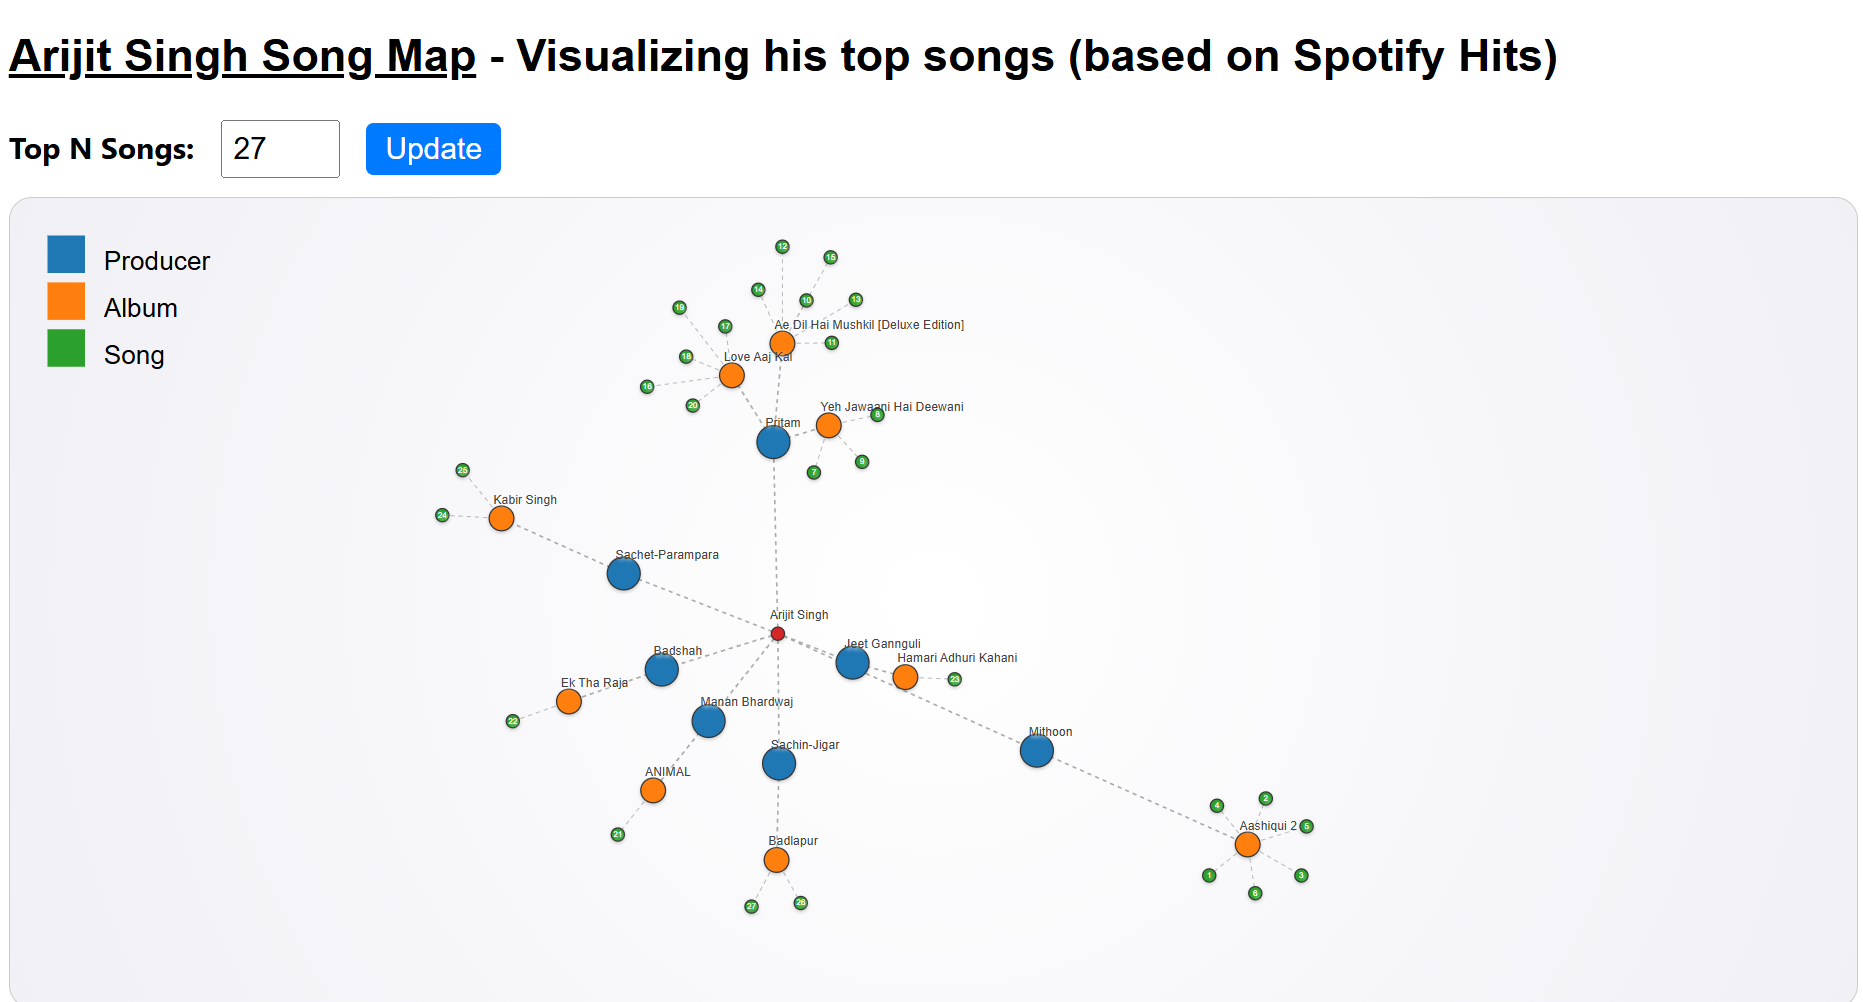 Arijit Singh Song Map - Visualizing his top songs (based on Spotify Hits)
Top N Songs:
27
Update
Producer
Album
Song
12
15
14
10
13
19
17
Ae Dil Hai Mushkil [Deluxe Edition]
11
18
Love Aaj Kal
16
20
Yeh Jawaani Hai Deewani
8
Pritam
9
7
25
Kabir Singh
24
Sachet-Parampara
Arijit Singh
Jeet Gannguli
Badshah
Hamari Adhuri Kahani
23
Ek Tha Raja
22
Manan Bhardwaj
Mithoon
Sachin-Jigar
ANIMAL
21
4
2
Aashiqui 2
5
Badlapur
1
3
6
27
26